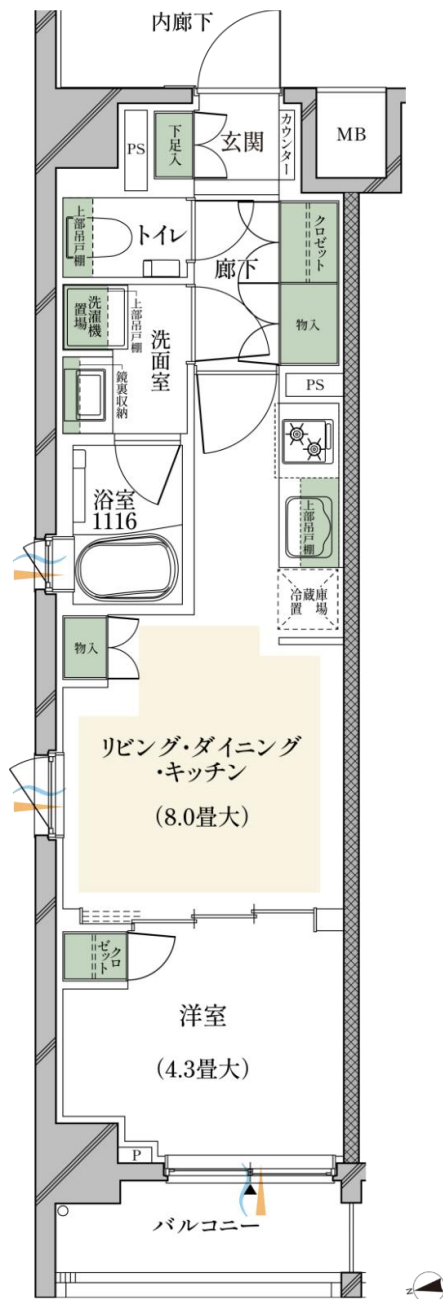 内廊下
下足入
玄関
カウンター
MB
PS
上部吊戸棚
トイレ
廊下
クロゼット
物入
洗濯機
置場
上部吊戸棚
洗面室
鏡裏収納
PS
浴室
1116
上部吊戸棚
冷蔵庫
置場
物入
リビング・ダイニング
・キッチン
(8.0畳大)
クロ
ゼット
洋室
(4.3畳大)
P
バルコニー
N